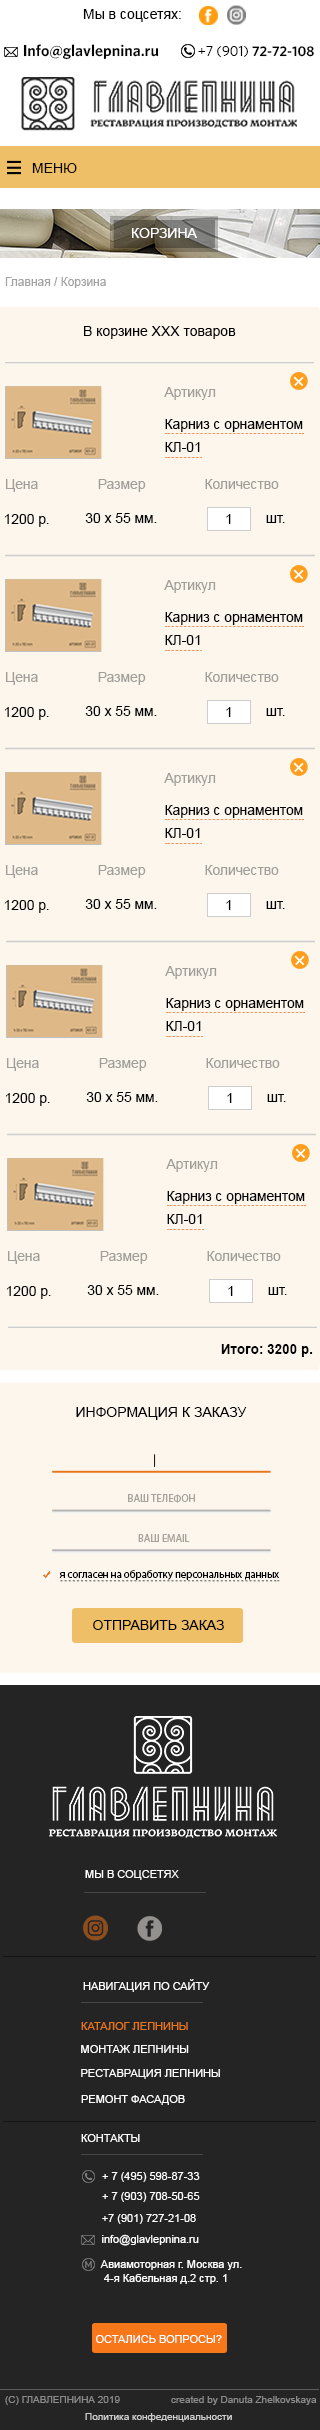 Мы в соцсетях:
Info@glavlepnina.ru +7 (901) 72-72-108
ГЛАВЛЕПНИНА
РЕСТАВРАЦИЯ ПРОИЗВОДСТВО МОНТАЖ
МЕНЮ
КОРЗИНА
Главная / Корзина
В корзине XXX товаров
Артикул
Карниз с орнаментом
КЛ-01
Цена Размер Количество
1200 р. 30 х 55 мм. 1 шт.
Артикул
Карниз с орнаментом
КЛ-01
Цена Размер Количество
1200 р. 30 х 55 мм. 1 шт.
Артикул
Карниз с орнаментом
КЛ-01
Цена Размер Количество
1200 р. 30 х 55 мм. 1 шт.
Артикул
Карниз с орнаментом
КЛ-01
Цена Размер Количество
1200 р. 30 х 55 мм. 1 шт.
Артикул
Карниз с орнаментом
КЛ-01
Цена Размер Количество
1200 р. 30 х 55 мм. 1 шт.
Итого: 3200 р.
ИНФОРМАЦИЯ К ЗАКАЗУ
ВАШ ТЕЛЕФОН
ВАШ EMAIL
я согласен на обработку персональных данных
ОТПРАВИТЬ ЗАКАЗ
ГЛАВЛЕПНИНА
РЕСТАВРАЦИЯ ПРОИЗВОДСТВО МОНТАЖ
МЫ В СОЦСЕТЯХ
НАВИГАЦИЯ ПО САЙТУ
КАТАЛОГ ЛЕПНИНЫ
МОНТАЖ ЛЕПНИНЫ
РЕСТАВРАЦИЯ ЛЕПНИНЫ
РЕМОНТ ФАСАДОВ
КОНТАКТЫ
+ 7 (495) 598-87-33
+ 7 (903) 708-50-65
+7 (901) 727-21-08
info@glavlepnina.ru
Авиамоторная г. Москва ул.
4-я Кабельная д.2 стр. 1
ОСТАЛИСЬ ВОПРОСЫ?
(C) ГЛАВЛЕПНИНА 2019 created by Danuta Zhelkovskaya
Политика конфеденциальности